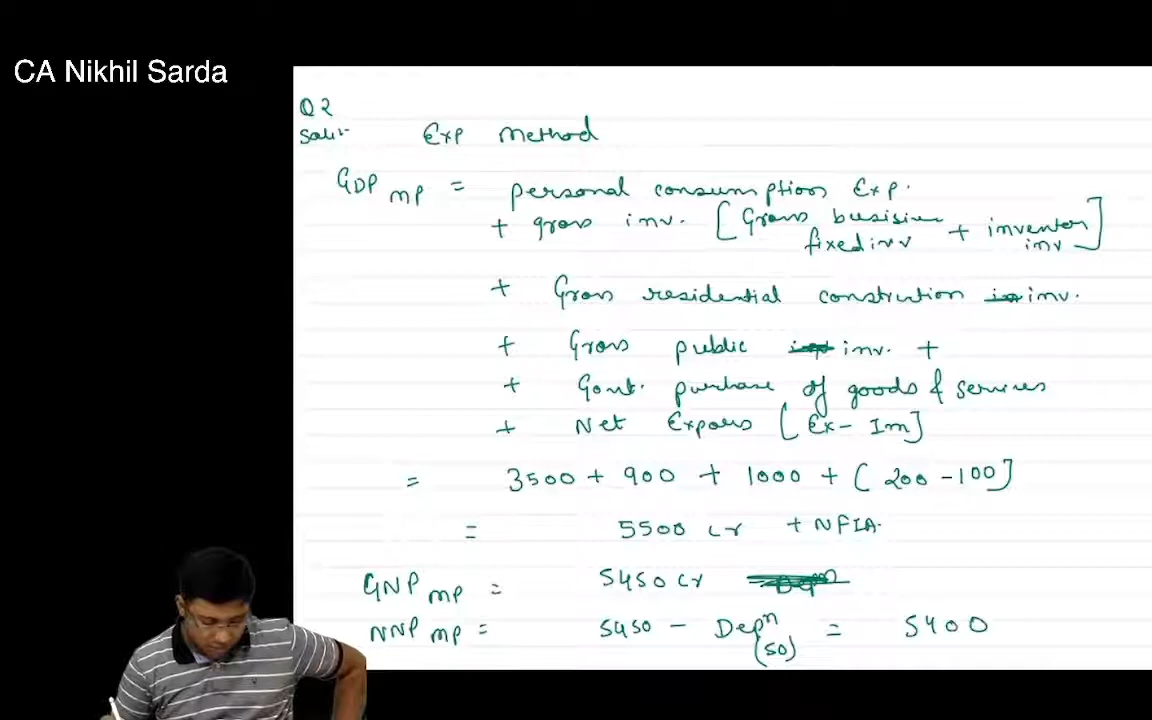 CA Nikhil Sarda
Q2
Soln:- Exp Method
GDP MP = personal consumption Exp.
+ gross inv. [Gross
fixed inv + inventory inv]
+ Gross residential constrution inv.
+ Gross public inv. +
+ Govt. purchase of goods & services
+ Net Exports [Ex - Im]
= 3500 + 900 + 1000 + (200 - 100]
= 5500 cr + NFIA.
GNP MP = 5450 Cr
NNP MP = 5450 - Depn (50) = 5400